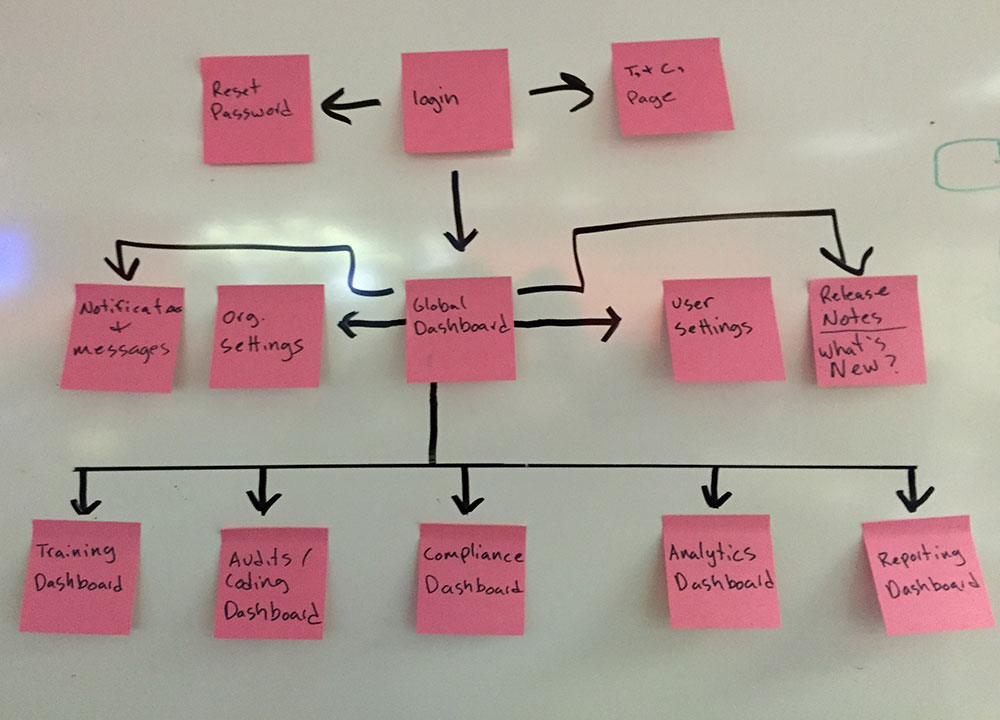 Reset
Password
login
T's + C's
Page
Notifications
+
messages
Org.
settings
Global
Dashboard
User
Settings
Release
Notes
What's
New?
Training
Dashboard
Audits /
Coding
Dashboard
Compliance
Dashboard
Analytics
Dashboard
Reporting
Dashboard